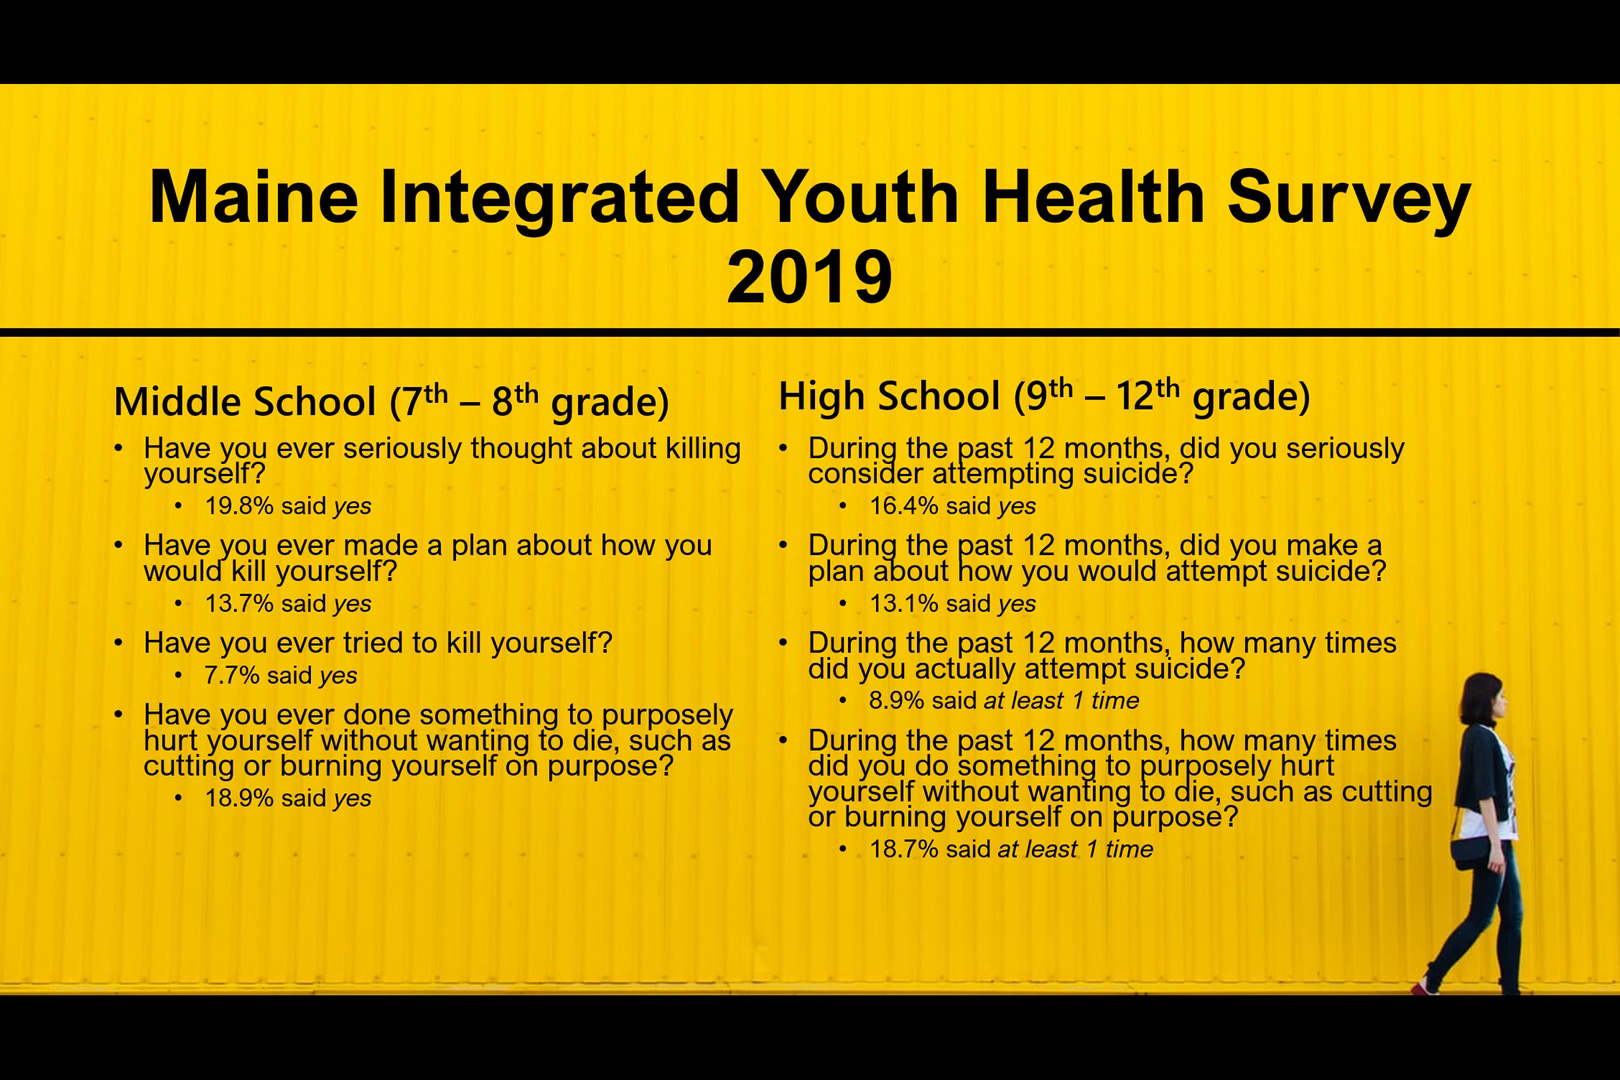 Maine Integrated Youth Health Survey
2019
Middle School (7th – 8th grade)
• Have you ever seriously thought about killing
yourself?
• 19.8% said yes
• Have you ever made a plan about how you
would kill yourself?
• 13.7% said yes
• Have you ever tried to kill yourself?
• 7.7% said yes
• Have you ever done something to purposely
hurt yourself without wanting to die, such as
cutting or burning yourself on purpose?
• 18.9% said yes
High School (9th – 12th grade)
• During the past 12 months, did you seriously
consider attempting suicide?
• 16.4% said yes
• During the past 12 months, did you make a
plan about how you would attempt suicide?
• 13.1% said yes
• During the past 12 months, how many times
did you actually attempt suicide?
• 8.9% said at least 1 time
• During the past 12 months, how many times
did you do something to purposely hurt
yourself without wanting to die, such as cutting
or burning yourself on purpose?
• 18.7% said at least 1 time